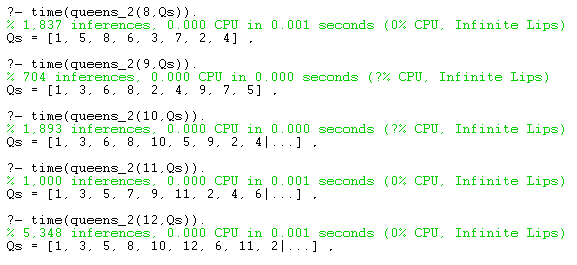 ?- time(queens_2(8,Qs)).
% 1,837 inferences, 0.000 CPU in 0.001 seconds (0% CPU, Infinite Lips)
Qs = [1, 5, 8, 6, 3, 7, 2, 4] ,
?- time(queens_2(9,Qs)).
% 704 inferences, 0.000 CPU in 0.000 seconds (?% CPU, Infinite Lips)
Qs = [1, 3, 6, 8, 2, 4, 9, 7, 5] ,
?- time(queens_2(10,Qs)).
% 1,893 inferences, 0.000 CPU in 0.000 seconds (?% CPU, Infinite Lips)
Qs = [1, 3, 6, 8, 10, 5, 9, 2, 4|...] ,
?- time(queens_2(11,Qs)).
% 1,000 inferences, 0.000 CPU in 0.001 seconds (0% CPU, Infinite Lips)
Qs = [1, 3, 5, 7, 9, 11, 2, 4, 6|...] ,
?- time(queens_2(12,Qs)).
% 5,348 inferences, 0.000 CPU in 0.001 seconds (0% CPU, Infinite Lips)
Qs = [1, 3, 5, 8, 10, 12, 6, 11, 2|...] ,